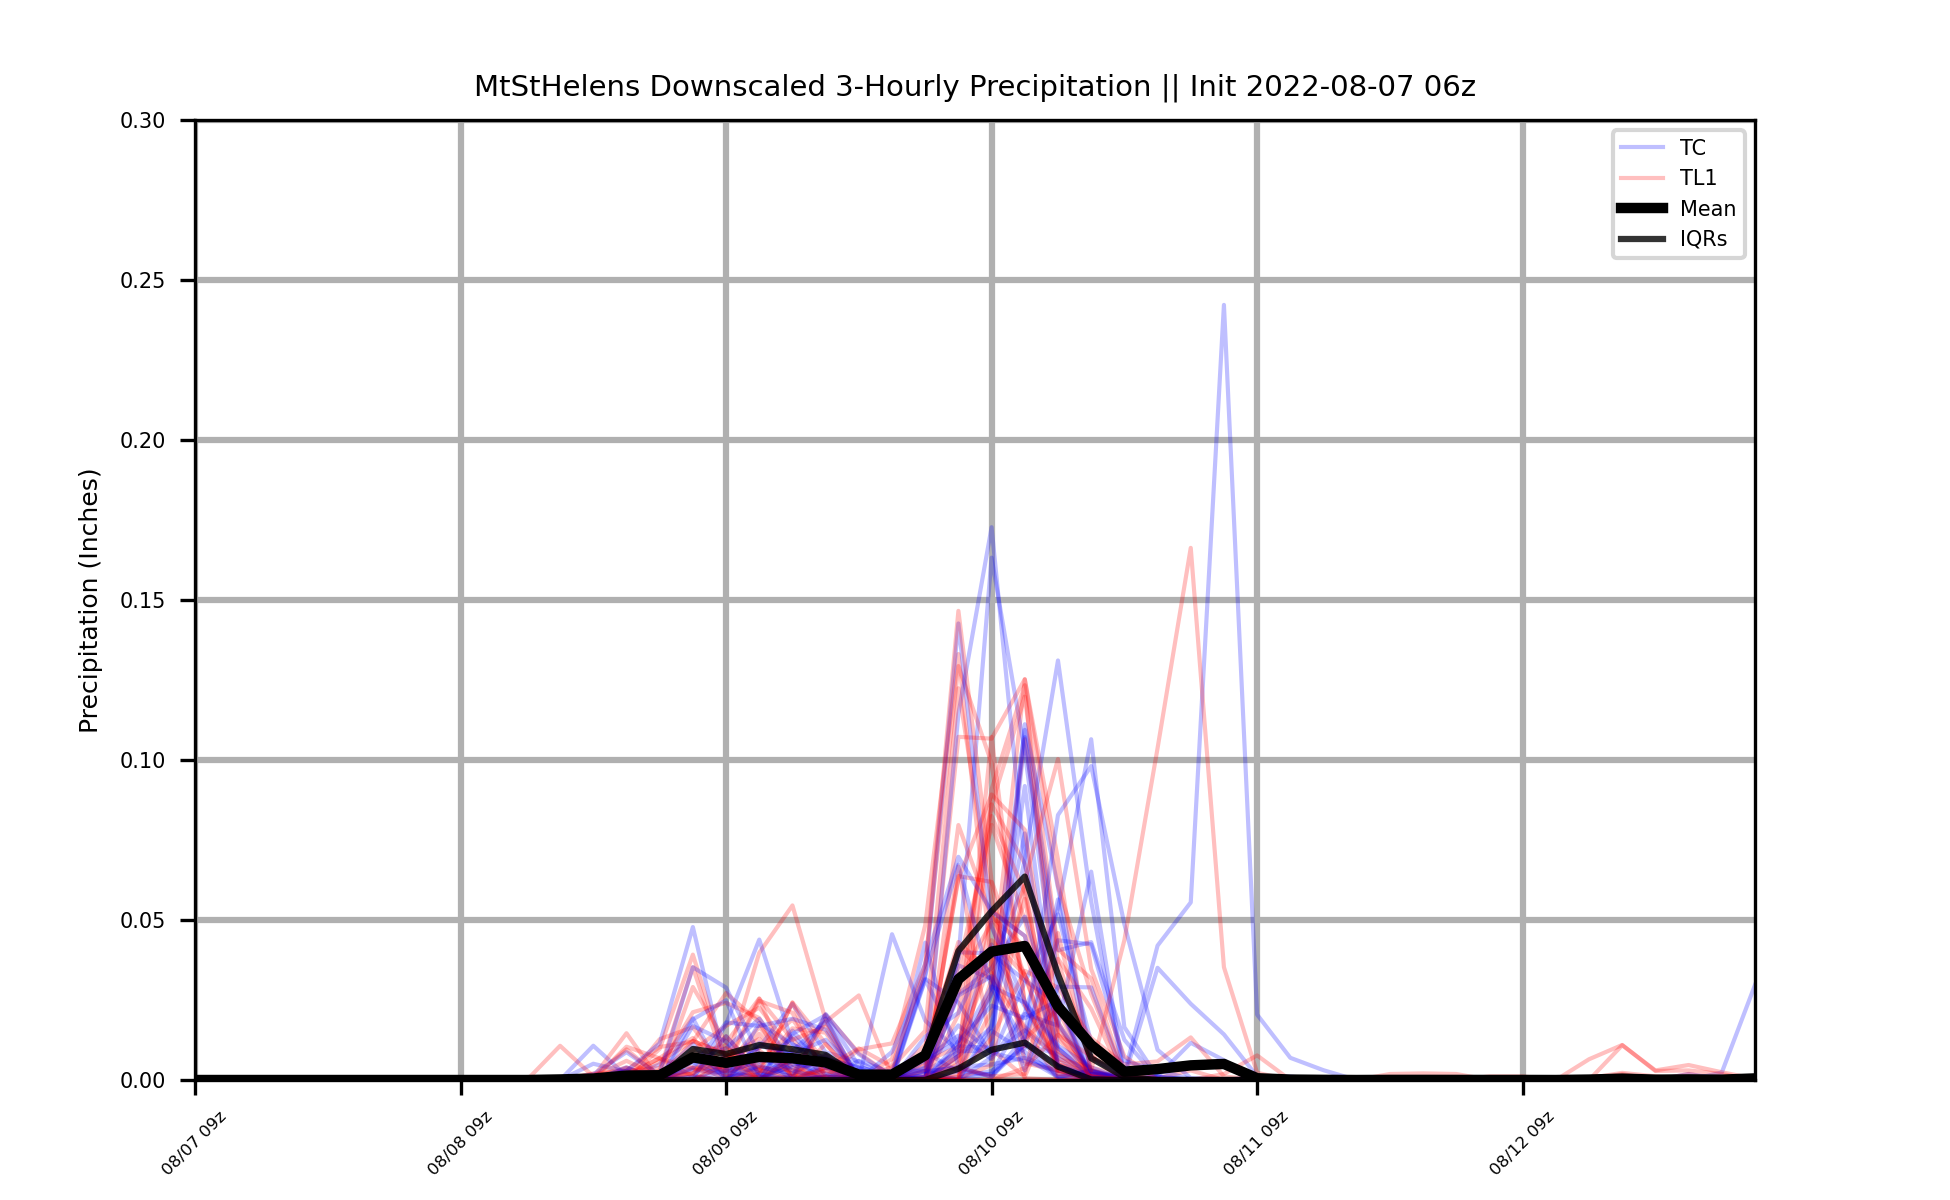 MtStHelens Downscaled 3-Hourly Precipitation || Init 2022-08-07 06z
0.30
0.25
0.20
0.15
0.10
0.05
0.00
Precipitation (Inches)
TC
TL1
Mean
IQRs
08/07 09z
08/08 09z
08/09 09z
08/10 09z
08/11 09z
08/12 09z